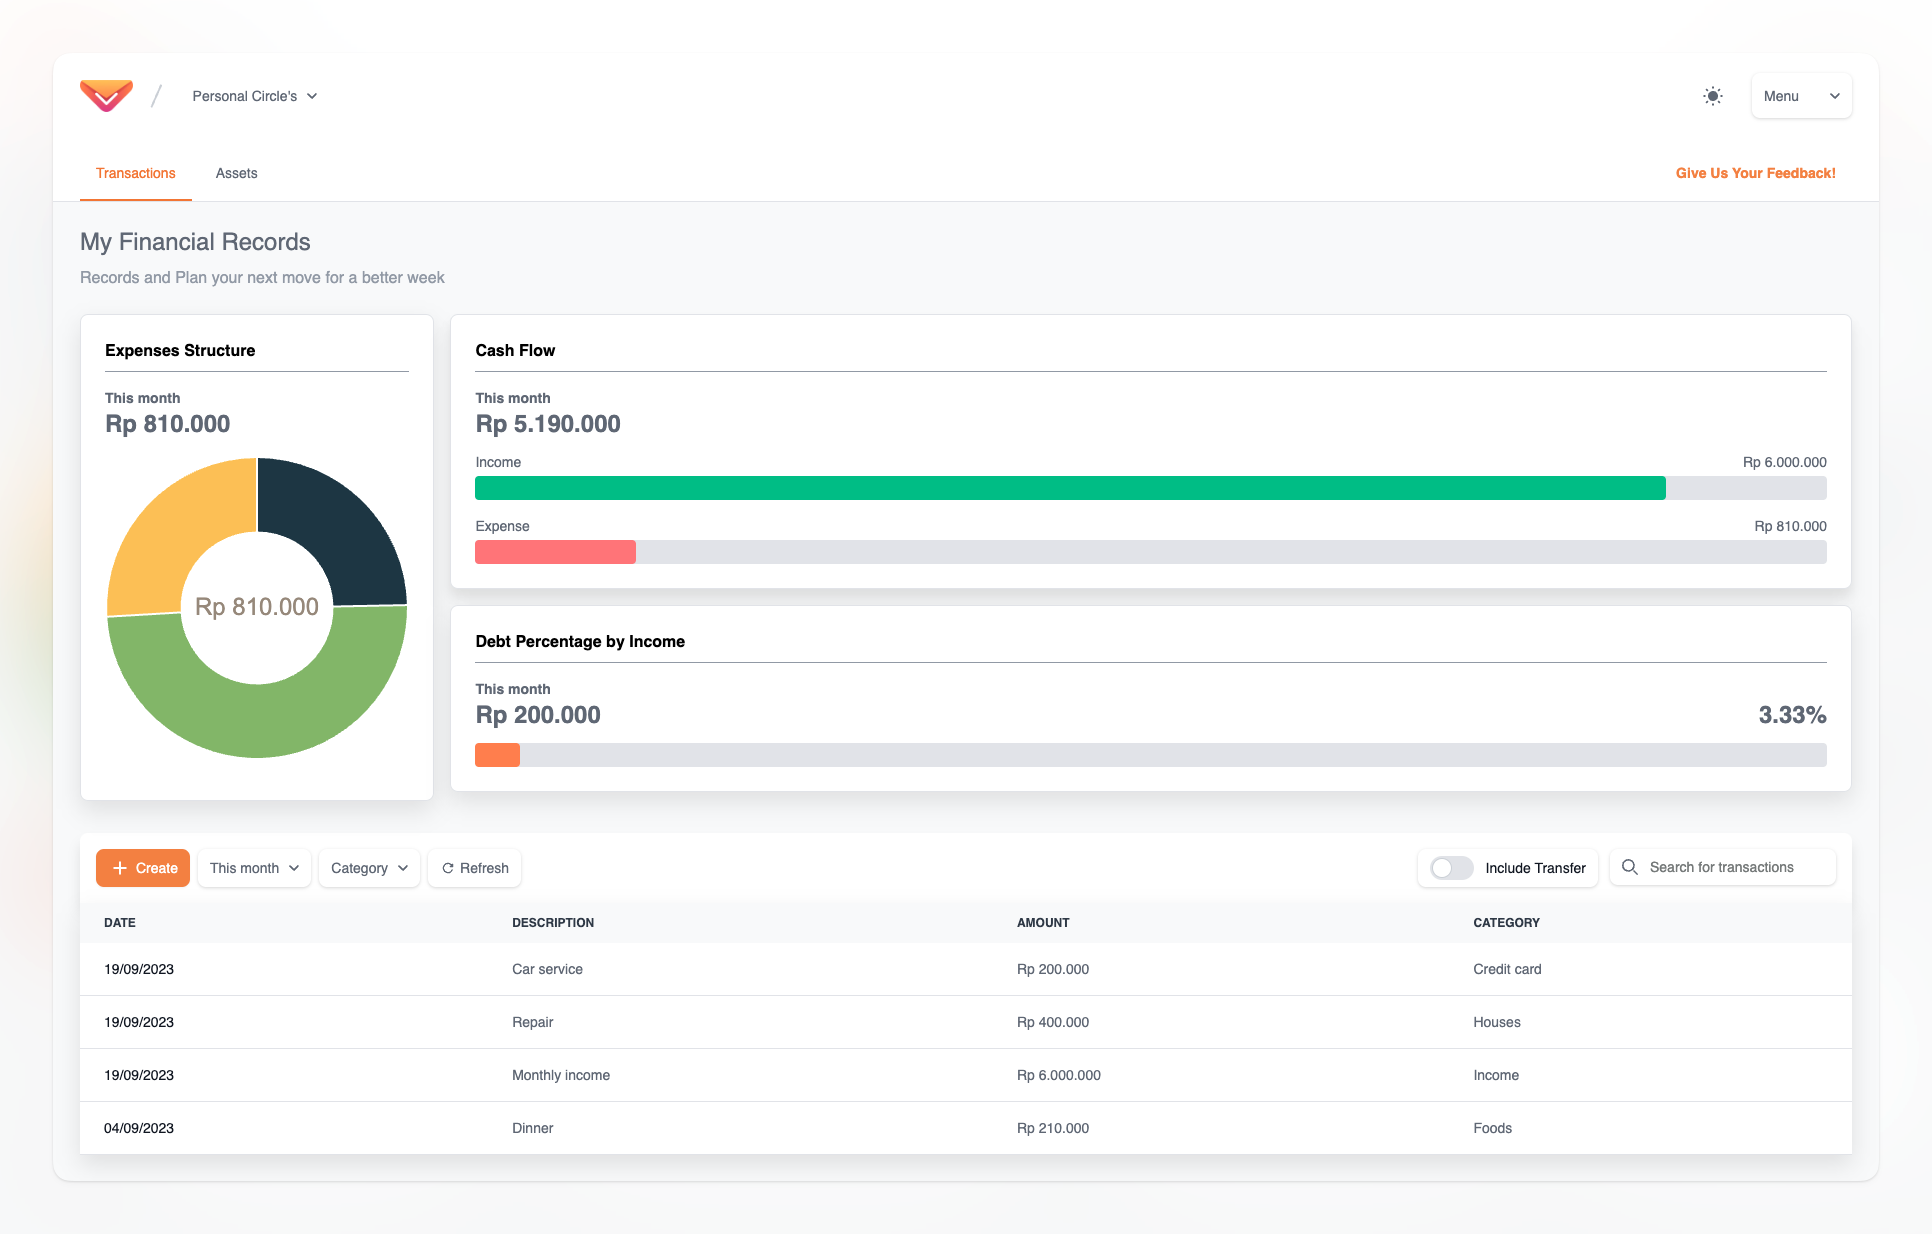 Personal Circle's
Menu
Transactions
Assets
Give Us Your Feedback!
My Financial Records
Records and Plan your next move for a better week
Expenses Structure
This month
Rp 810.000
Rp 810.000
Cash Flow
This month
Rp 5.190.000
Income Rp 6.000.000
Expense Rp 810.000
Debt Percentage by Income
This month
Rp 200.000 3.33%
Create
This month
Category
Refresh
Include Transfer
Search for transactions
DATE DESCRIPTION AMOUNT CATEGORY
19/09/2023 Car service Rp 200.000 Credit card
19/09/2023 Repair Rp 400.000 Houses
19/09/2023 Monthly income Rp 6.000.000 Income
04/09/2023 Dinner Rp 210.000 Foods